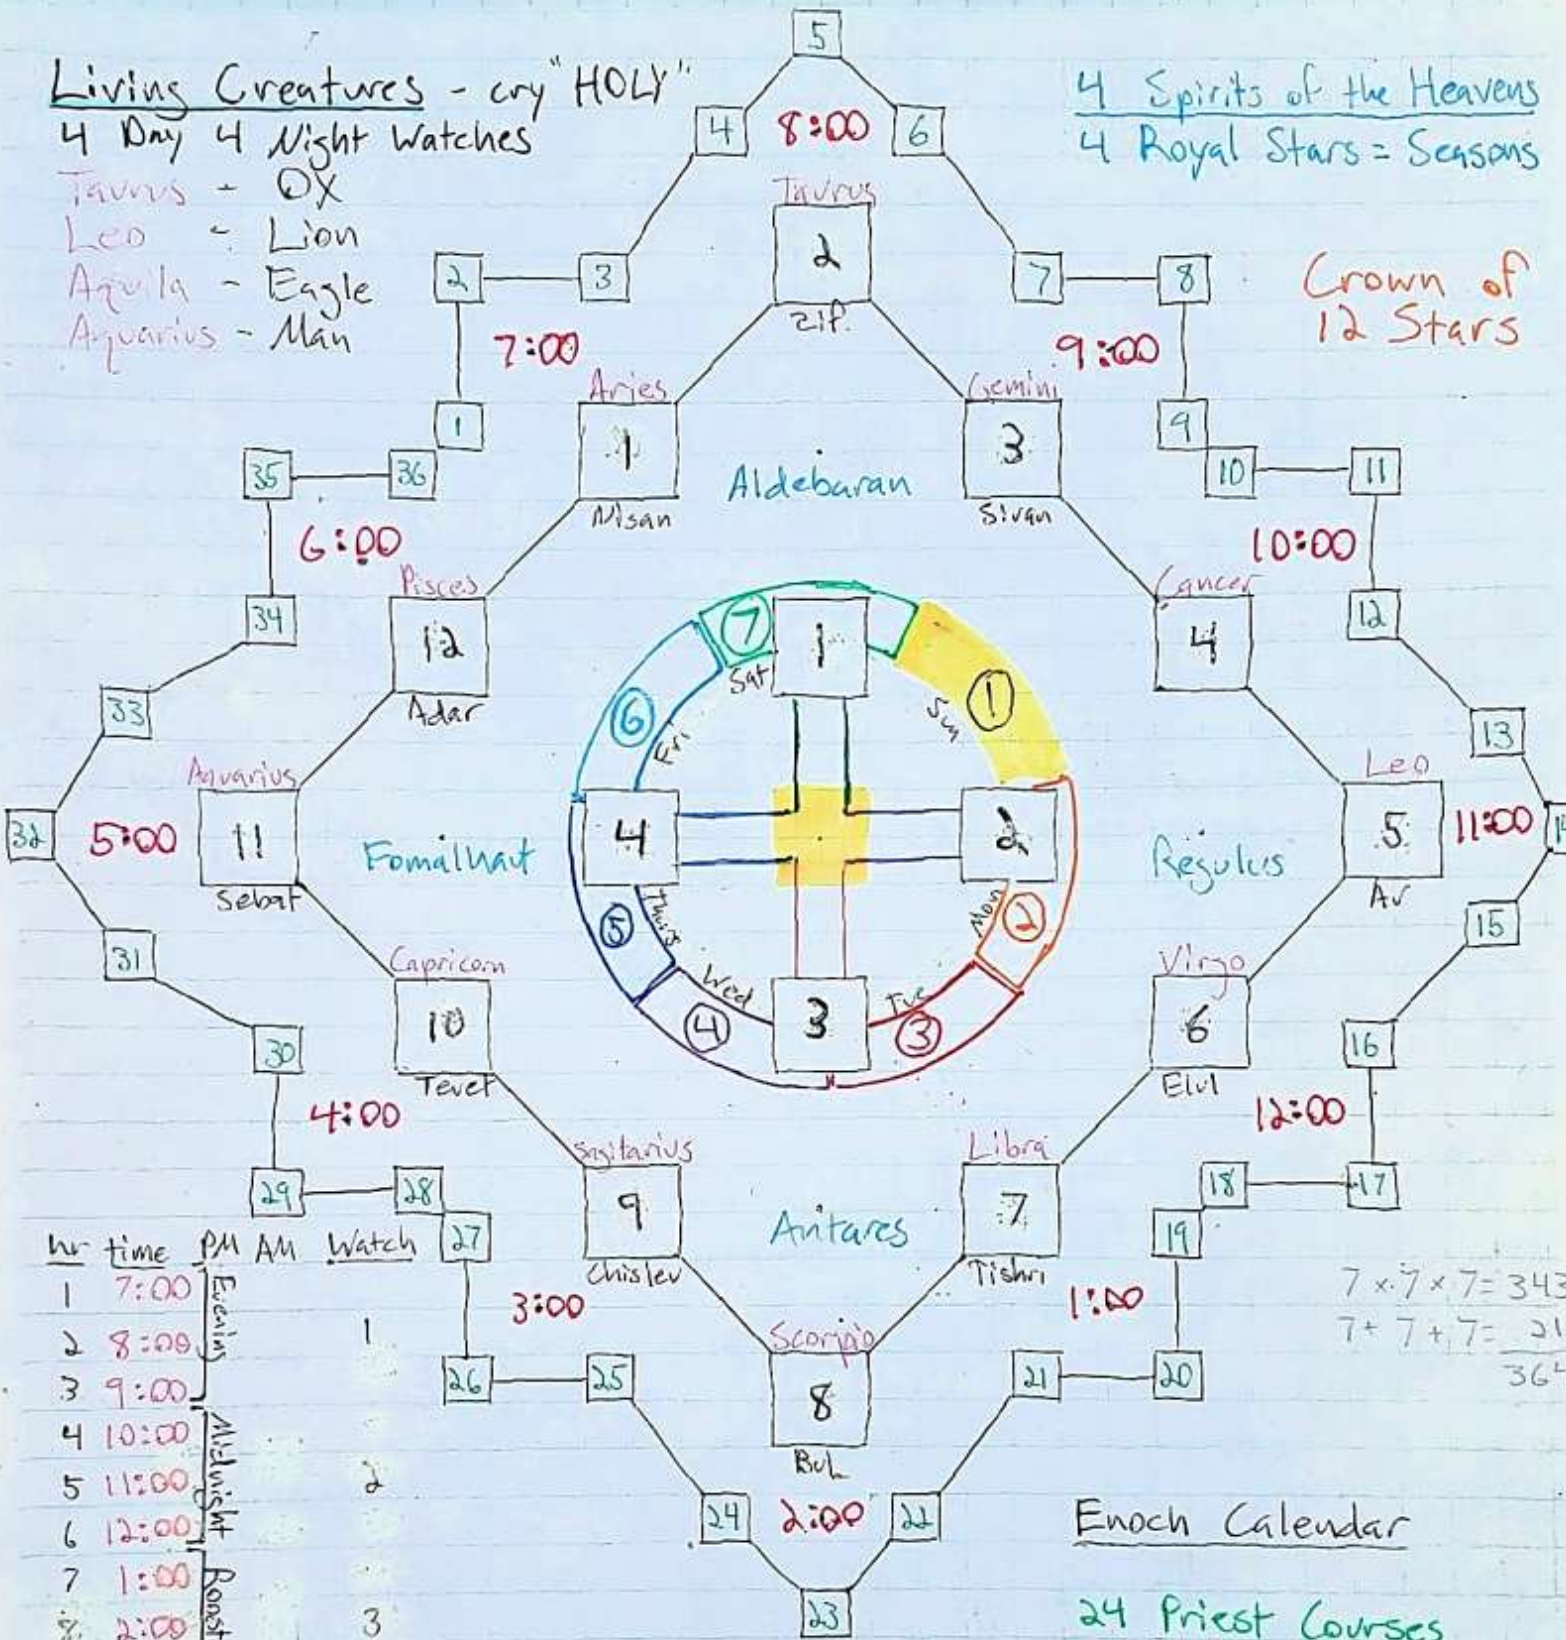 Living Creatures - cry "HOLY"
4 Day 4 Night Watches
Taurus - OX
Leo - Lion
Aquila - Eagle
Aquarius - Man
4 Spirits of the Heavens
4 Royal Stars = Seasons
Crown of
12 Stars
5
4 8:00 6
Taurus
2
Zif.
2 3 7 8
7:00 9:00
Aries Gemini
1 1 3 9
Nisan Aldebaran Sivan
35 36 10 11
6:00 10:00
Pisces Cancer
34 12 4 12
Adar
7 1
Sat
6 Fri
1 Sun
33 13
Aquarius Leo
32 5:00 11 Fomalhaut 4 2 Regulus 5 11:00
Sebat Av
5 Thurs
2 Mon
31 15
Capricorn Virgo
10 6
Tevet Elul
4 Wed
3
3 Tue
30 16
4:00 12:00
Sagitarius Libra
29 28 9 Antares 7 18 17
27 19
Chislev Tishri
3:00 1:00
Scorpio
26 25 8 21 20
Bul
24 2:00 22
23
7 x 7 x 7 = 343
7 + 7 + 7 = 21
364
hr time PM AM Watch
1 7:00
2 8:00 Evening 1
3 9:00
4 10:00
5 11:00 Midnight 2
6 12:00
7 1:00
8 2:00 3
Enoch Calendar
24 Priest Courses